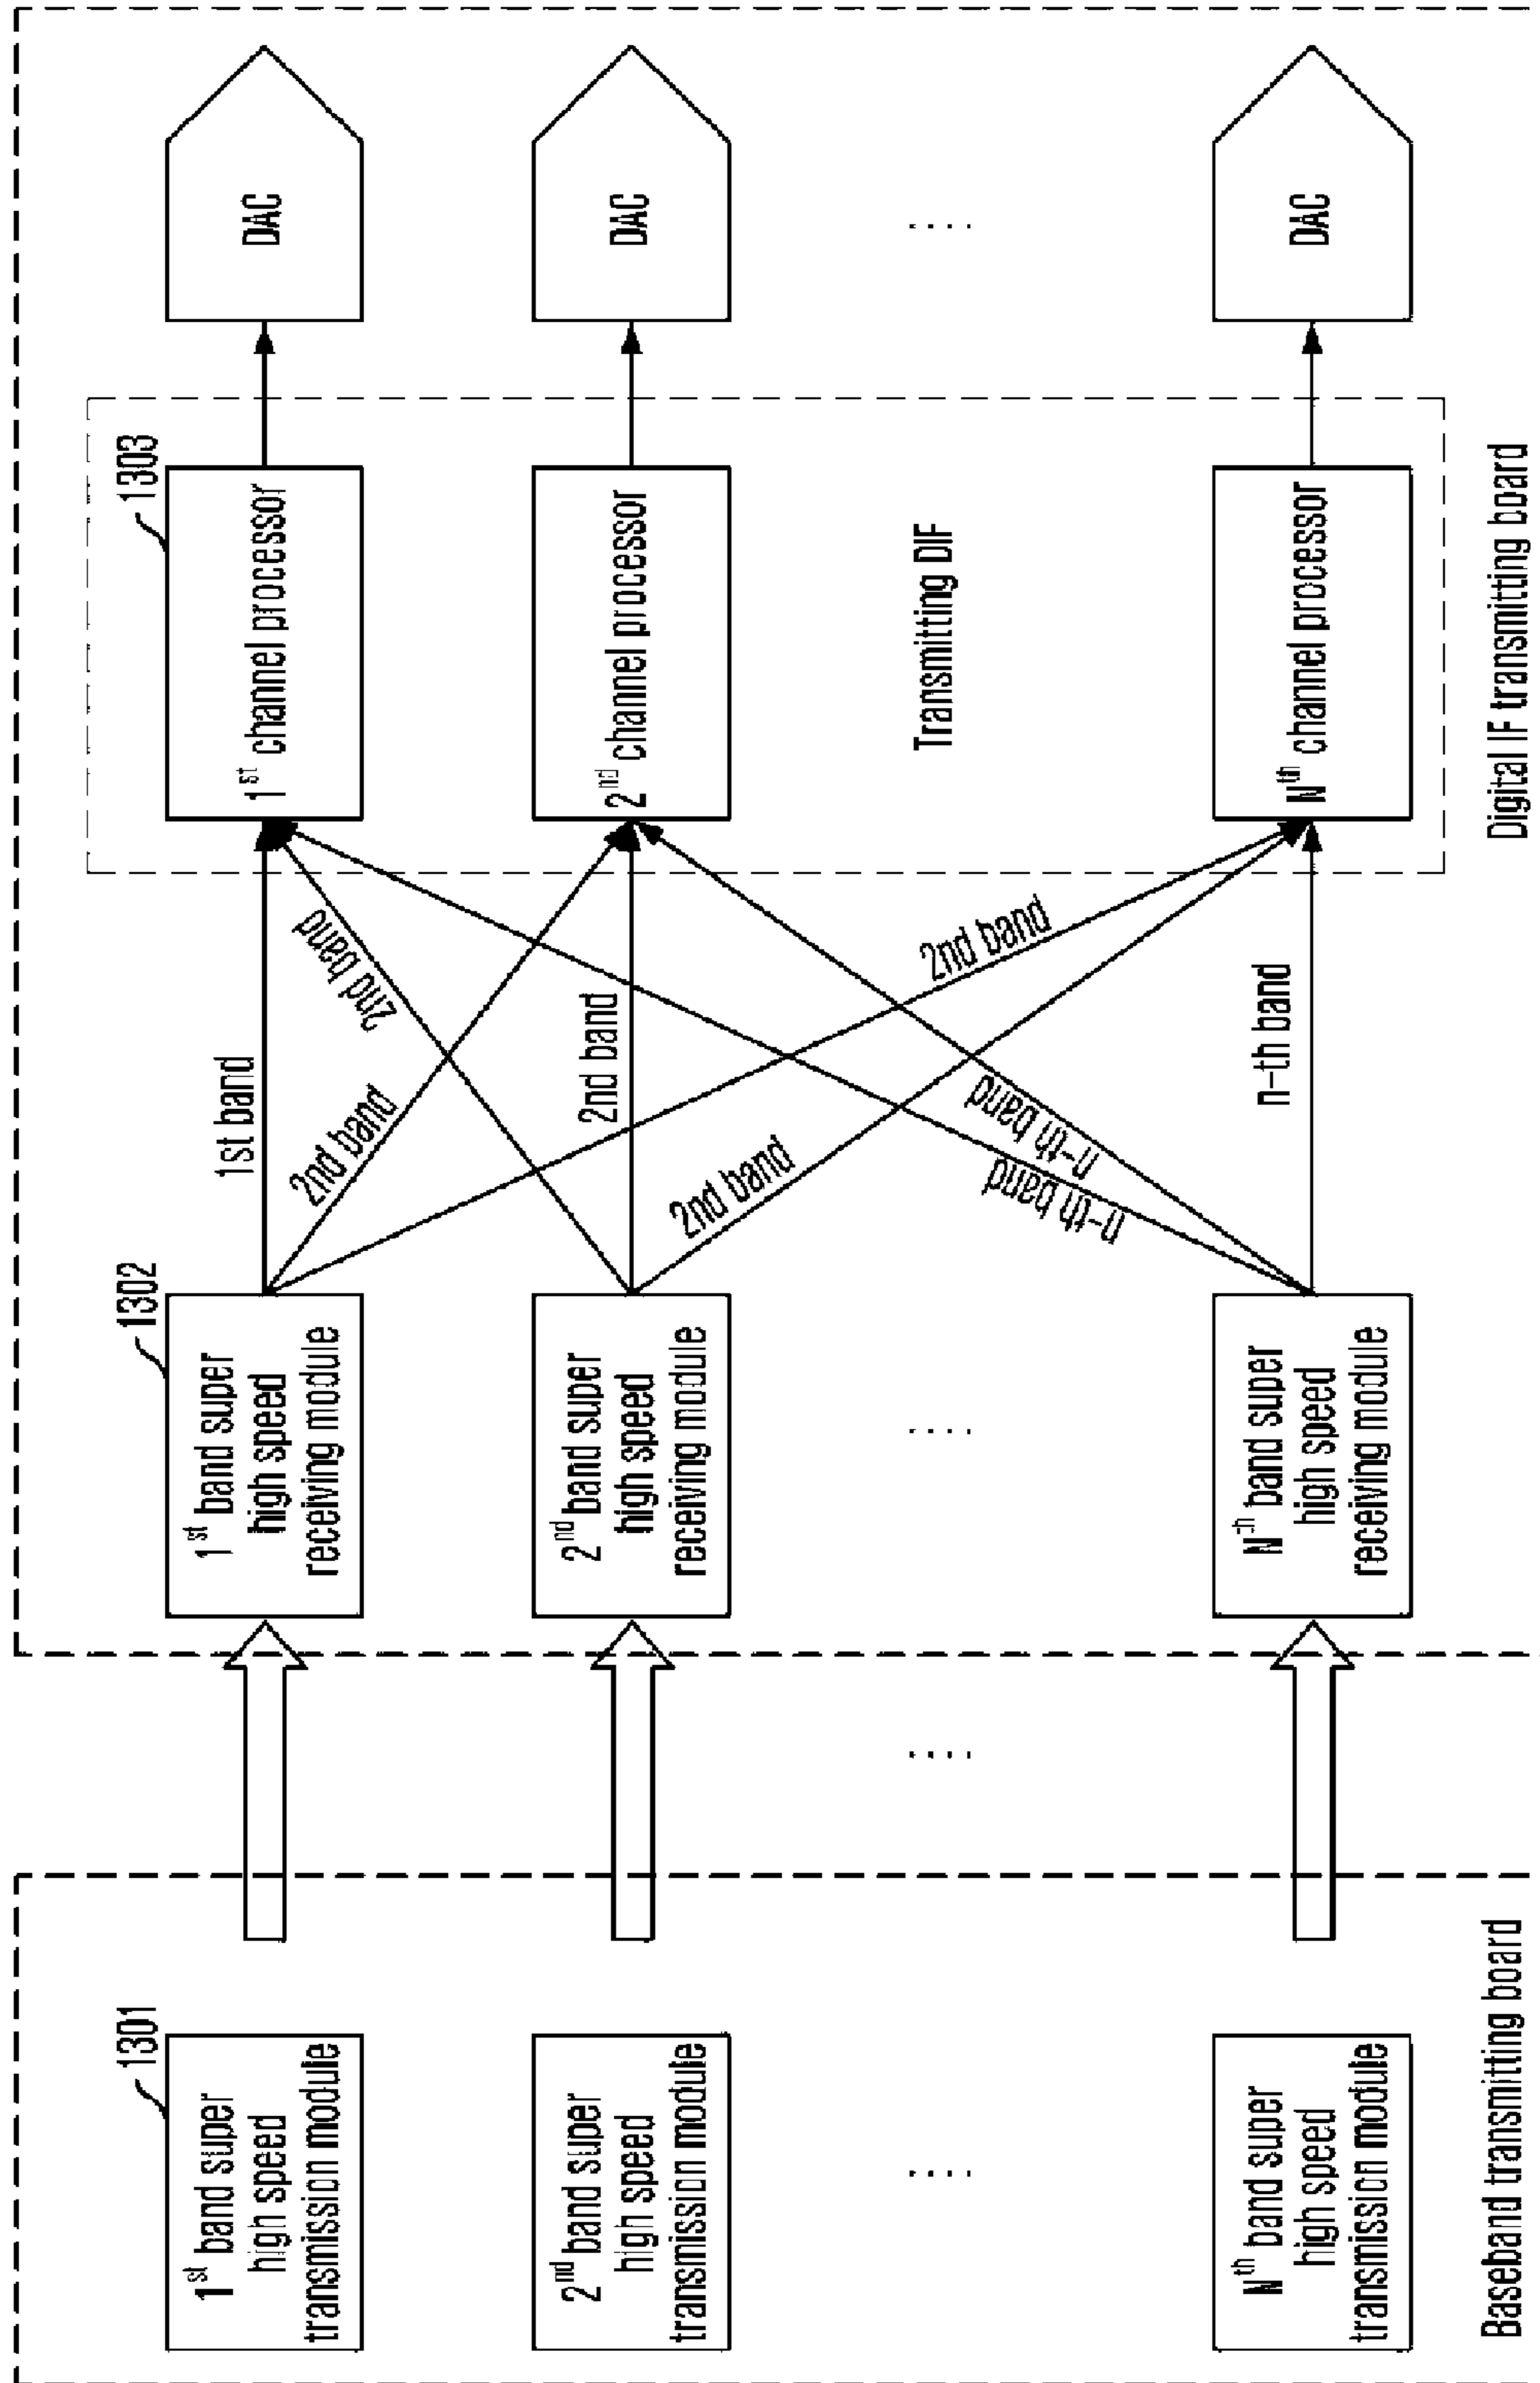 1301
1st band super
high speed
transmission module
2nd band super
high speed
transmission module
....
Nth band super
high speed
transmission module
Baseband transmitting board
....
1302
1st band super
high speed
receiving module
2nd band super
high speed
receiving module
....
Nth band super
high speed
receiving module
1st band
2nd band
2nd band
2nd band
2nd band
2nd band
n-th band
n-th band
n-th band
1303
1st channel processor
2nd channel processor
Transmitting DIF
Nth channel processor
DAC
DAC
....
DAC
Digital IF transmitting board